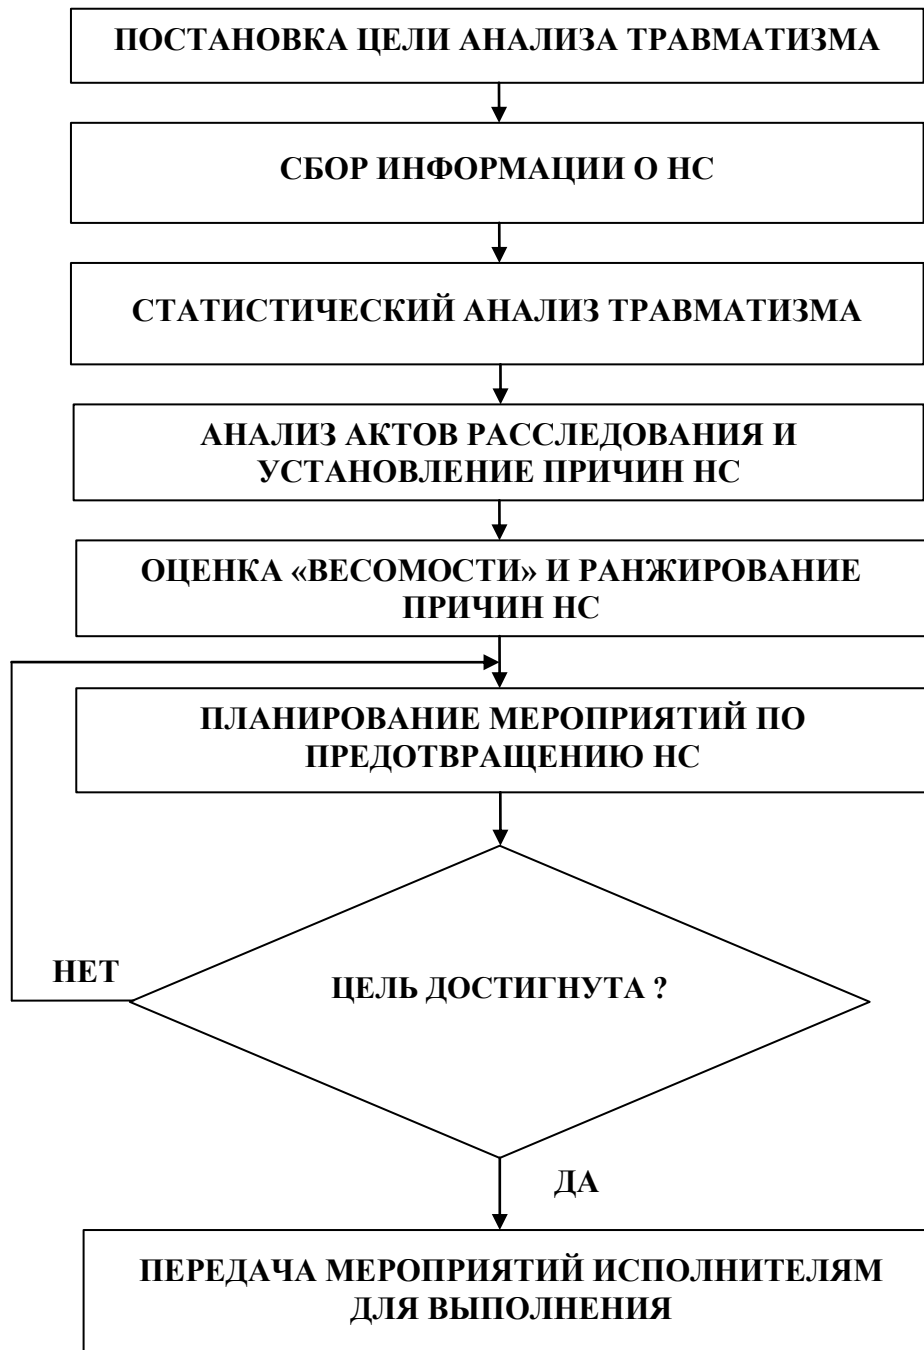 ПОСТАНОВКА ЦЕЛИ АНАЛИЗА ТРАВМАТИЗМА
СБОР ИНФОРМАЦИИ О НС
СТАТИСТИЧЕСКИЙ АНАЛИЗ ТРАВМАТИЗМА
АНАЛИЗ АКТОВ РАССЛЕДОВАНИЯ И
УСТАНОВЛЕНИЕ ПРИЧИН НС
ОЦЕНКА «ВЕСОМОСТИ» И РАНЖИРОВАНИЕ
ПРИЧИН НС
ПЛАНИРОВАНИЕ МЕРОПРИЯТИЙ ПО
ПРЕДОТВРАЩЕНИЮ НС
НЕТ
ЦЕЛЬ ДОСТИГНУТА ?
ДА
ПЕРЕДАЧА МЕРОПРИЯТИЙ ИСПОЛНИТЕЛЯМ
ДЛЯ ВЫПОЛНЕНИЯ